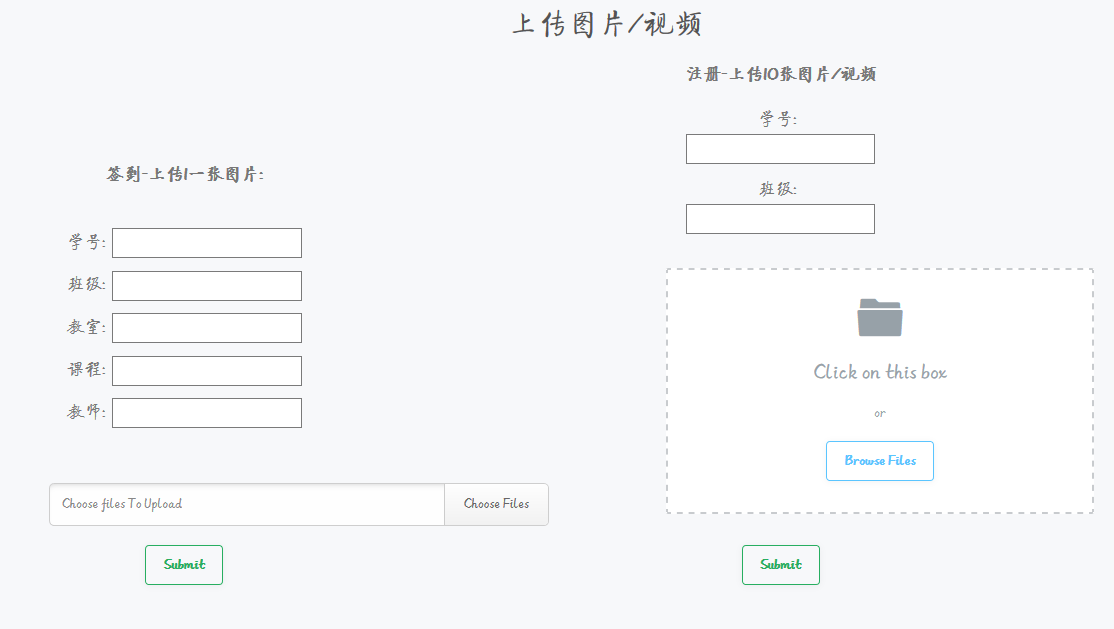 上传图片/视频
签到-上传1一张图片:
学号:
班级:
教室:
课程:
教师:
Choose files To Upload
Choose Files
Submit
注册-上传10张图片/视频
学号:
班级:
Click on this box
or
Browse Files
Submit